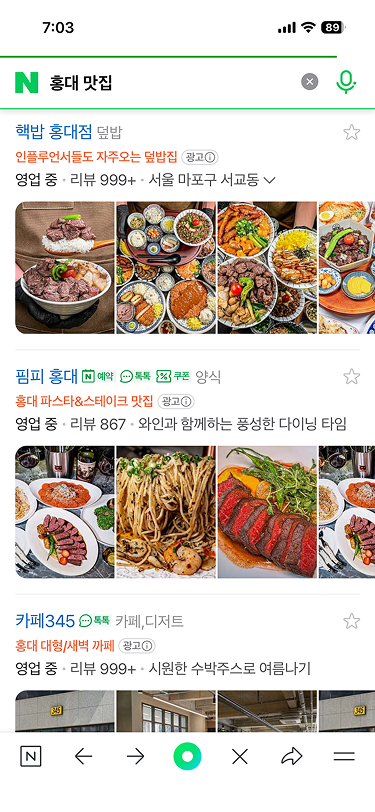 7:03 89
N 홍대 맛집
핵밥 홍대점 덮밥
인플루언서들도 자주오는 덮밥집 광고
영업 중 · 리뷰 999+ · 서울 마포구 서교동
핌피 홍대 N 예약 톡톡 쿠폰 양식
홍대 파스타&스테이크 맛집 광고
영업 중 · 리뷰 867 · 와인과 함께하는 풍성한 다이닝 타임
카페345 톡톡 카페,디저트
홍대 대형/새벽 까페 광고
영업 중 · 리뷰 999+ · 시원한 수박주스로 여름나기
345
345
N